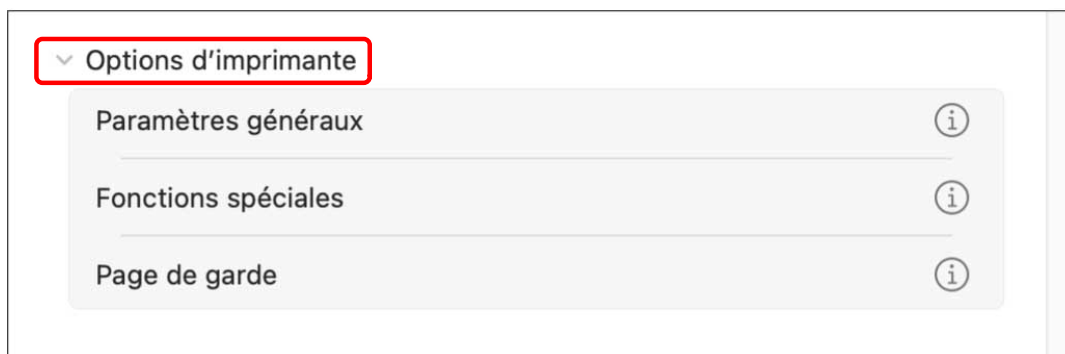 Options d’imprimante
Paramètres généraux
Fonctions spéciales
Page de garde